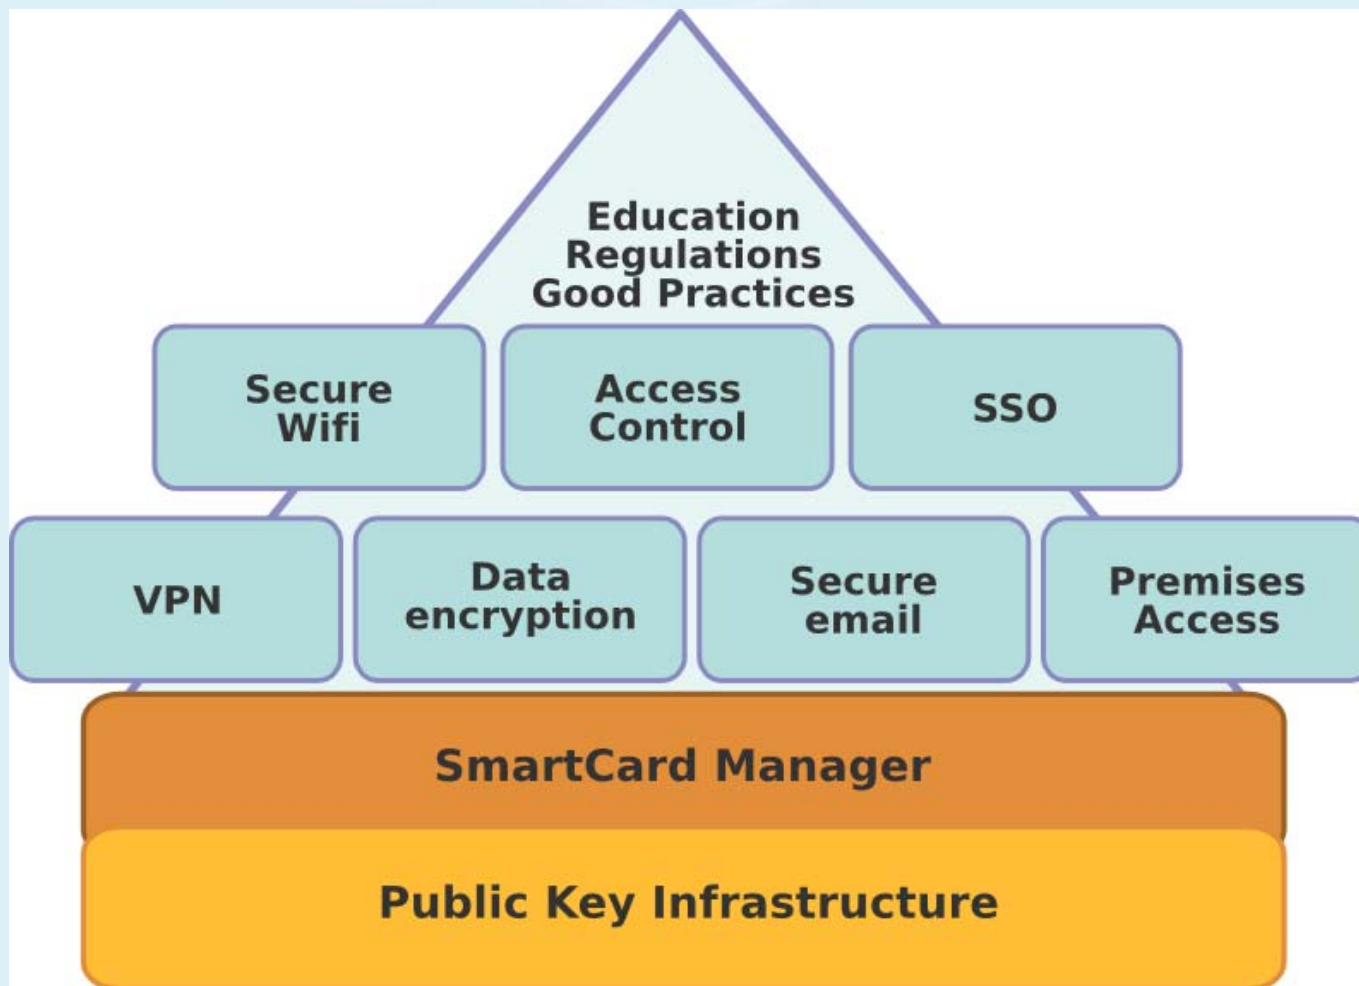 Education
Regulations
Good Practices
Secure
Wifi
Access
Control
SSO
VPN
Data
encryption
Secure
email
Premises
Access
SmartCard Manager
Public Key Infrastructure